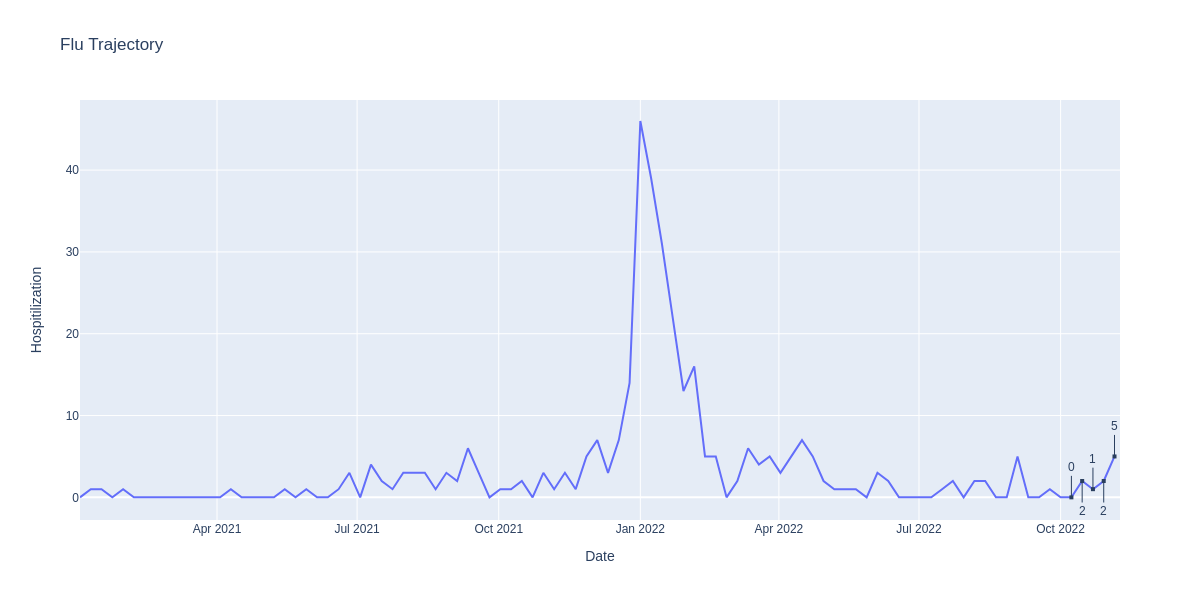 Flu Trajectory
Hospitilization
40
30
20
10
0
5
1
0
2
2
Apr 2021
Jul 2021
Oct 2021
Jan 2022
Apr 2022
Jul 2022
Oct 2022
Date